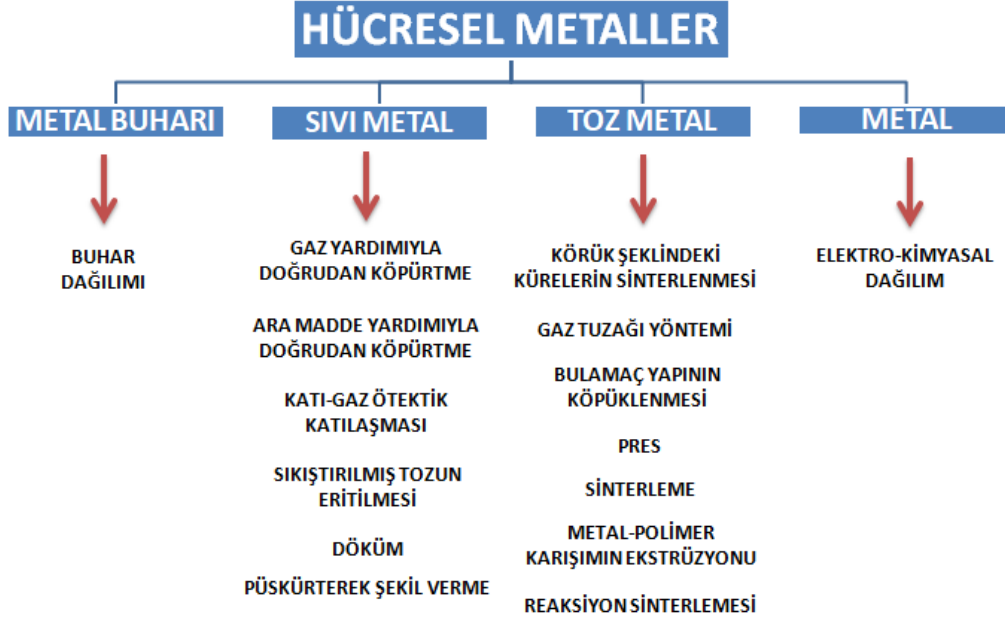 HÜCRESEL METALLER
METAL BUHARI
BUHAR
DAĞILIMI
SIVI METAL
GAZ YARDIMIYLA
DOĞRUDAN KÖPÜRTME
ARA MADDE YARDIMIYLA
DOĞRUDAN KÖPÜRTME
KATI-GAZ ÖTEKTİK
KATILAŞMASI
SIKIŞTIRILMIŞ TOZUN
ERİTİLMESİ
DÖKÜM
PÜSKÜRTEREK ŞEKİL VERME
TOZ METAL
KÖRÜK ŞEKLİNDEKİ
KÜRELERİN SİNTERLENMESİ
GAZ TUZAĞI YÖNTEMİ
BULAMAÇ YAPININ
KÖPÜKLENMESİ
PRES
SİNTERLEME
METAL-POLİMER
KARIŞIMIN EKSTRÜZYONU
REAKSİYON SİNTERLEMESİ
METAL
ELEKTRO-KİMYASAL
DAĞILIM